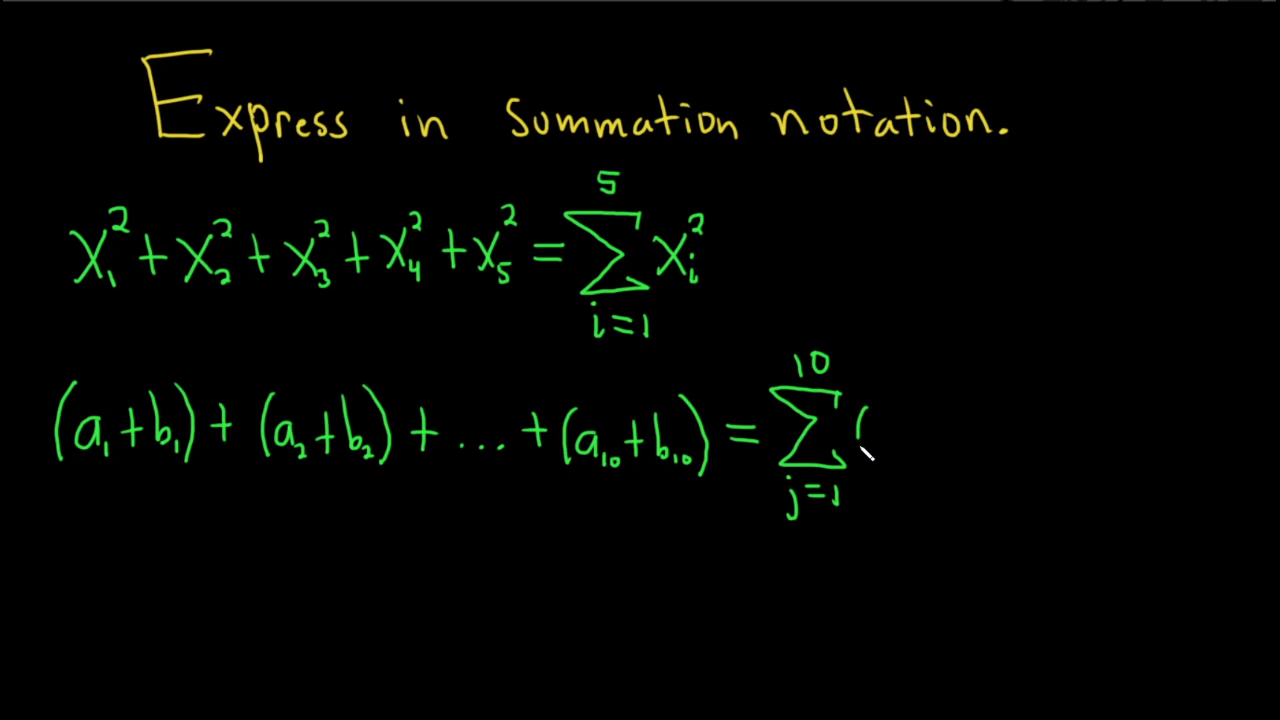 Express in summation notation.
x₁² + x₂² + x₃² + x₄² + x₅² = ∑_{i=1}^{5} xᵢ²
(a₁ + b₁) + (a₂ + b₂) + ... + (a₁₀ + b₁₀) = ∑_{j=1}^{10} (